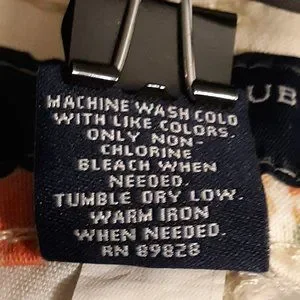 MACHINE WASH COLD
WITH LIKE COLORS.
ONLY NON-
CHLORINE
BLEACH WHEN
NEEDED.
TUMBLE DRY LOW.
WARM IRON
WHEN NEEDED.
RN 89828
UB